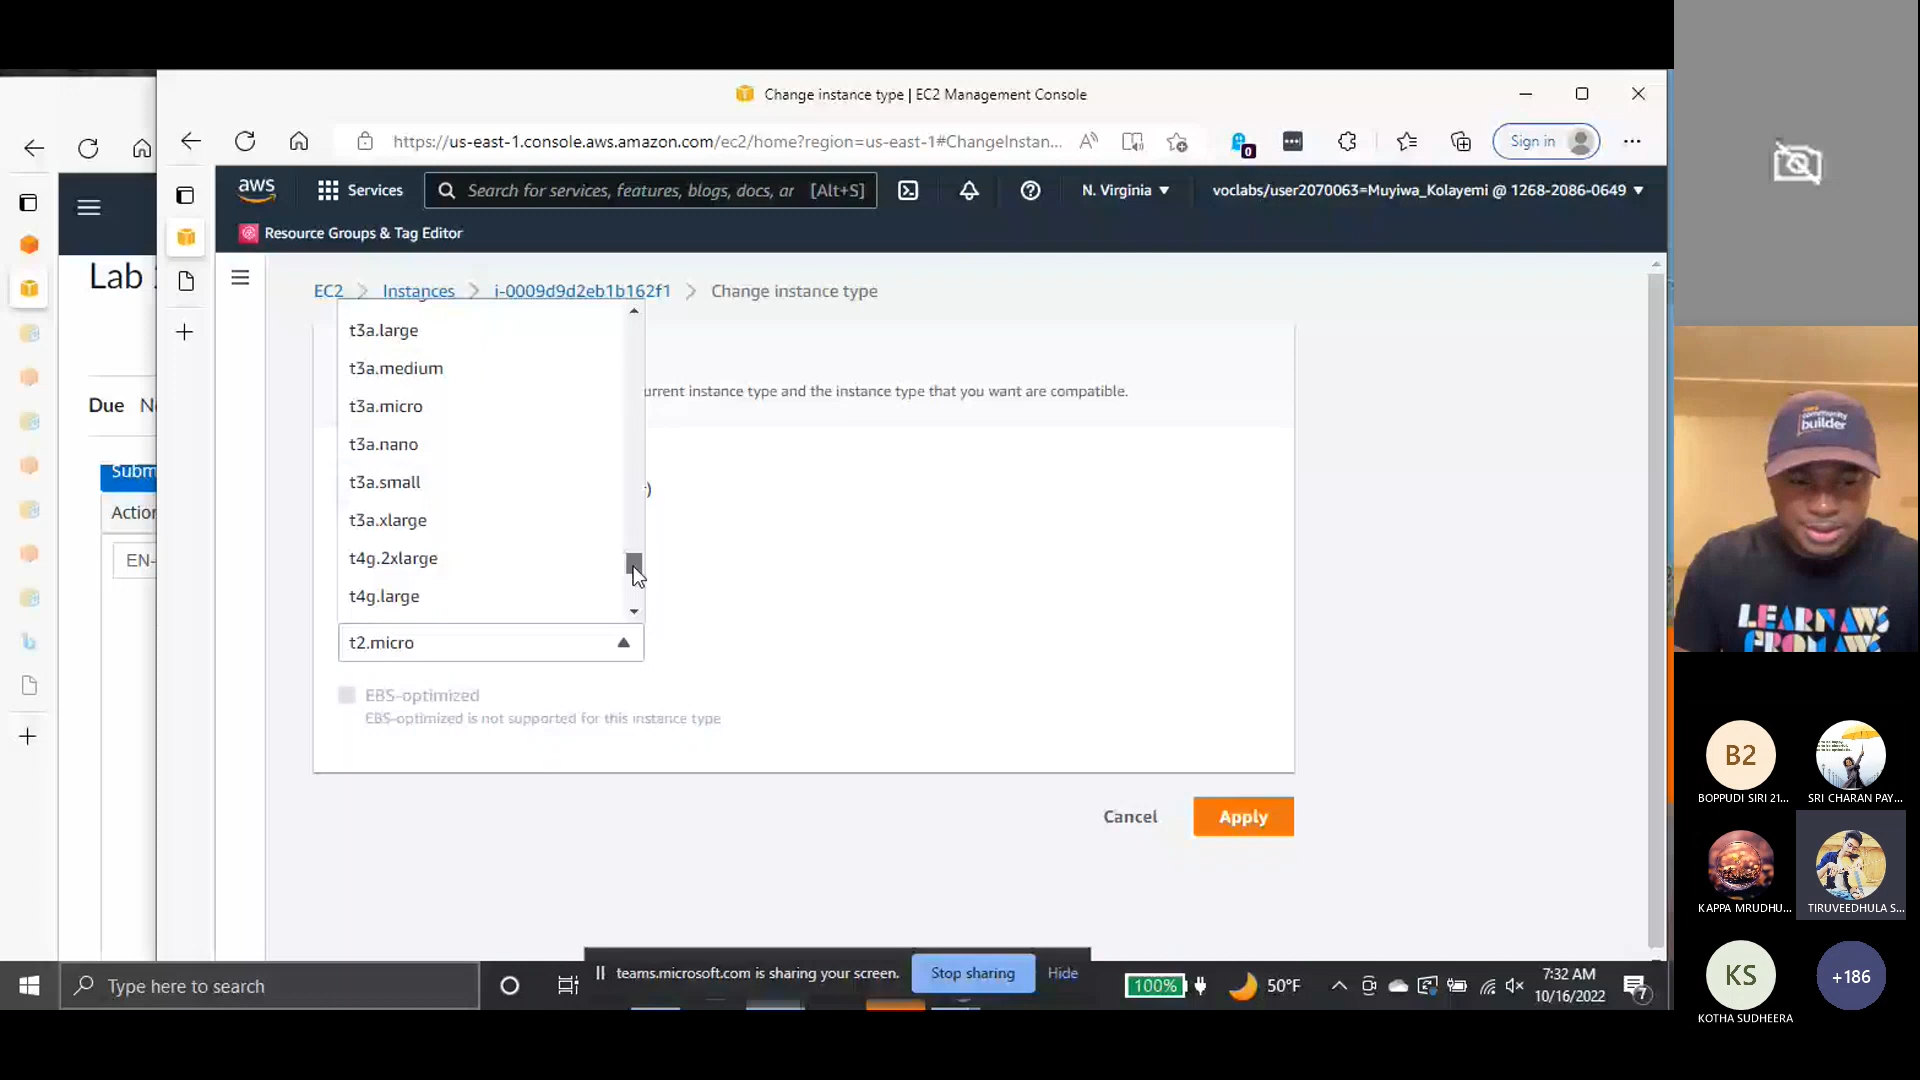 Change instance type | EC2 Management Console
https://us-east-1.console.aws.amazon.com/ec2/home?region=us-east-1#ChangeInstan...
0
Sign in
aws
Services
Search for services, features, blogs, docs, ar [Alt+S]
N. Virginia
voclabs/user2070063=Muyiwa_Kolayemi @ 1268-2086-0649
Resource Groups & Tag Editor
Lab
Due
Subm
Action
EN-
EC2
Instances
i-0009d9d2eb1b162f1
Change instance type
urrent instance type and the instance type that you want are compatible.
t3a.large
t3a.medium
t3a.micro
t3a.nano
t3a.small
t3a.xlarge
t4g.2xlarge
t4g.large
t2.micro
EBS-optimized
EBS-optimized is not supported for this instance type
Cancel
Apply
teams.microsoft.com is sharing your screen.
Stop sharing
Hide
Type here to search
100%
50°F
7:32 AM
10/16/2022
7
community
builder
LEARN AWS
FROM AWS
B2
BOPPUDI SIRI 21...
SRI CHARAN PAY...
KAPPA MRUDHU...
TIRUVEEDHULA S...
KS
KOTHA SUDHEERA
+186